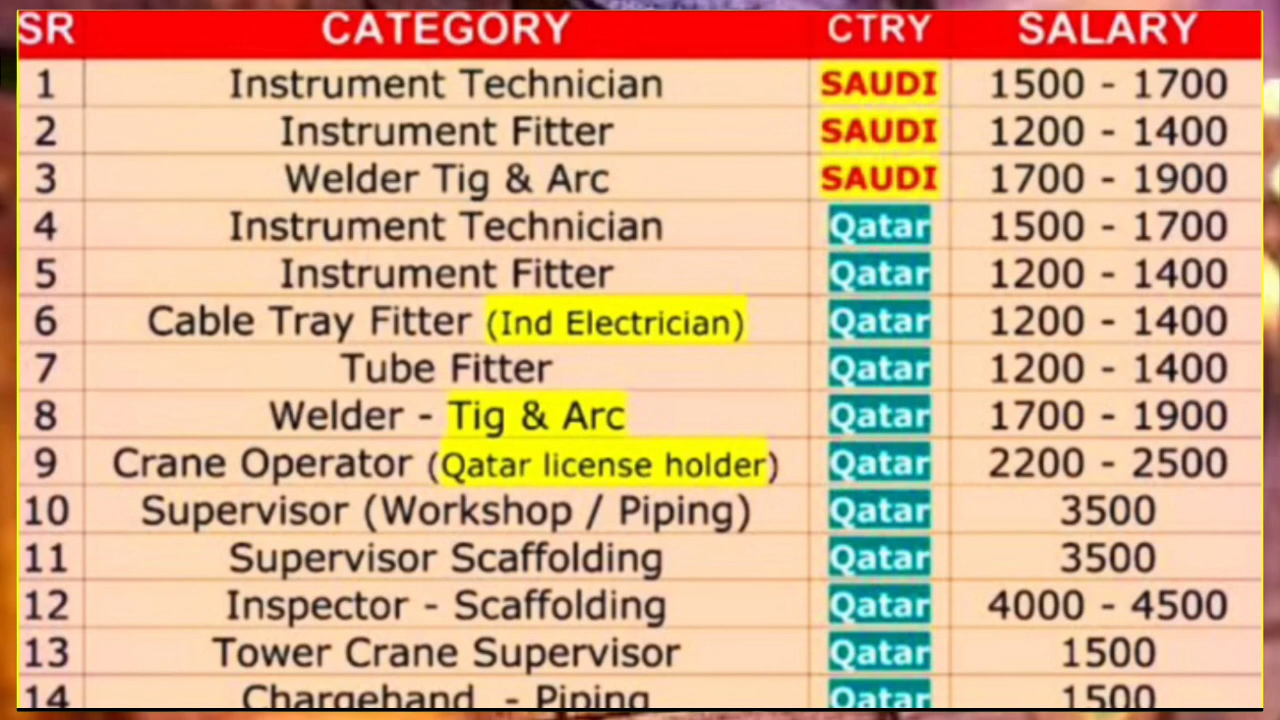 SR CATEGORY CTRY SALARY
1 Instrument Technician SAUDI 1500 - 1700
2 Instrument Fitter SAUDI 1200 - 1400
3 Welder Tig & Arc SAUDI 1700 - 1900
4 Instrument Technician Qatar 1500 - 1700
5 Instrument Fitter Qatar 1200 - 1400
6 Cable Tray Fitter (Ind Electrician) Qatar 1200 - 1400
7 Tube Fitter Qatar 1200 - 1400
8 Welder - Tig & Arc Qatar 1700 - 1900
9 Crane Operator (Qatar license holder) Qatar 2200 - 2500
10 Supervisor (Workshop / Piping) Qatar 3500
11 Supervisor Scaffolding Qatar 3500
12 Inspector - Scaffolding Qatar 4000 - 4500
13 Tower Crane Supervisor Qatar 1500
14 Chargehand - Piping Qatar 1500